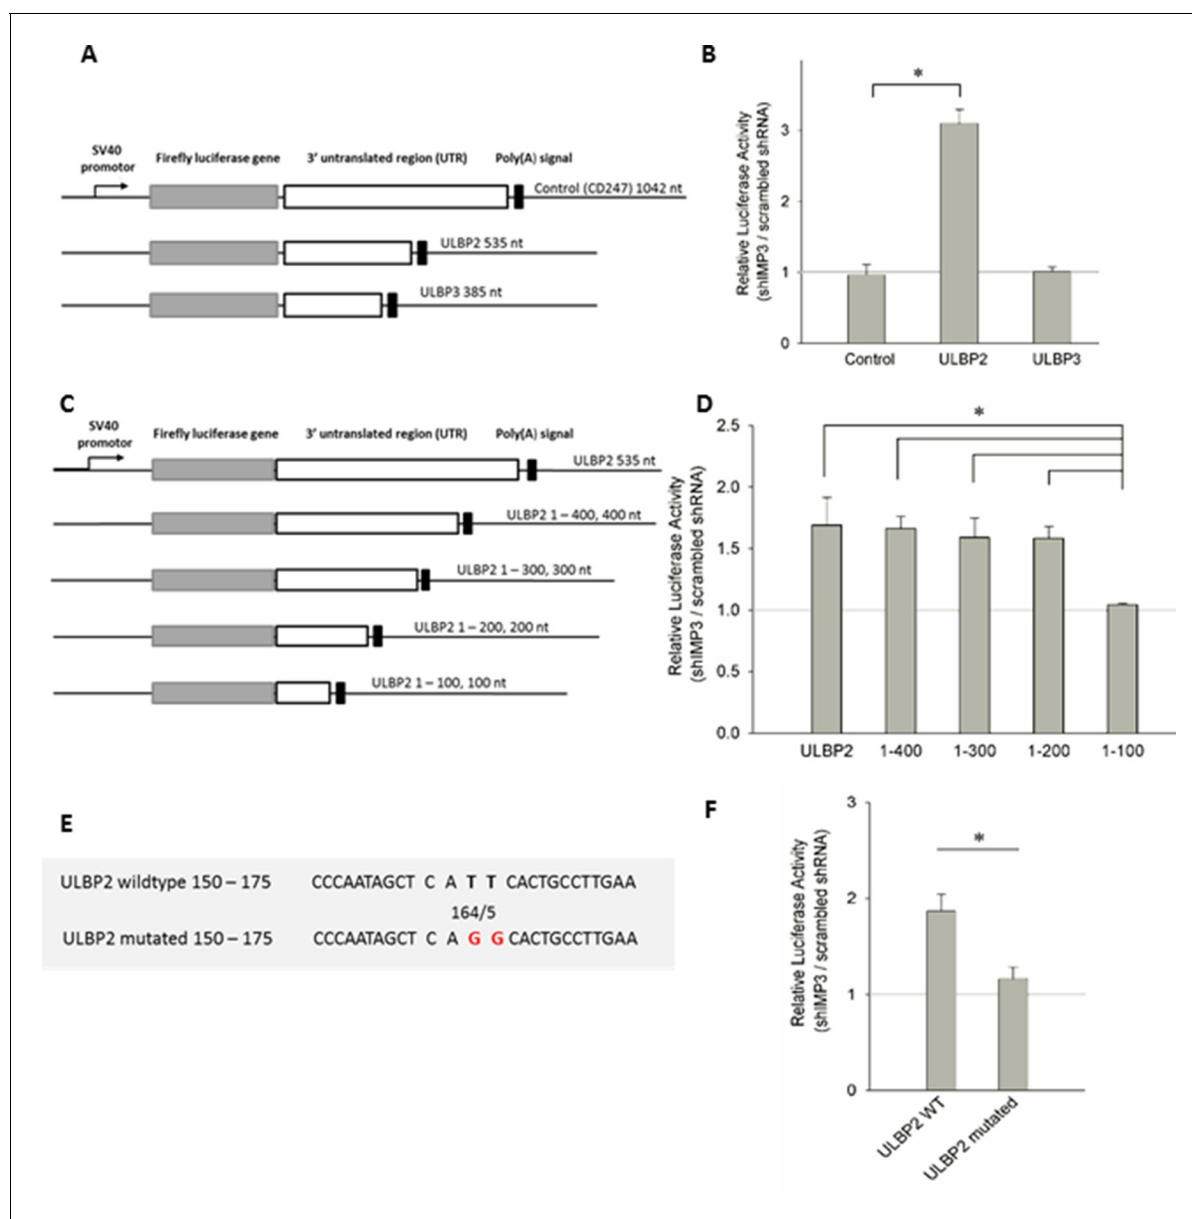 A
SV40
promotor
Firefly luciferase gene
3' untranslated region (UTR)
Poly(A) signal
Control (CD247) 1042 nt
ULBP2 535 nt
ULBP3 385 nt
B
*
Relative Luciferase Activity
(shIMP3 / scrambled shRNA)
3
2
1
0
Control
ULBP2
ULBP3
C
SV40
promotor
Firefly luciferase gene
3' untranslated region (UTR)
Poly(A) signal
ULBP2 535 nt
ULBP2 1 – 400, 400 nt
ULBP2 1 – 300, 300 nt
ULBP2 1 – 200, 200 nt
ULBP2 1 – 100, 100 nt
D
*
Relative Luciferase Activity
(shIMP3 / scrambled shRNA)
2.5
2.0
1.5
1.0
0.5
0.0
ULBP2
1-400
1-300
1-200
1-100
E
ULBP2 wildtype 150 – 175 CCCAATAGCT C A T T CACTGCCTTGAA
164/5
ULBP2 mutated 150 – 175 CCCAATAGCT C A G G CACTGCCTTGAA
F
*
Relative Luciferase Activity
(shIMP3 / scrambled shRNA)
3
2
1
0
ULBP2 WT
ULBP2 mutated